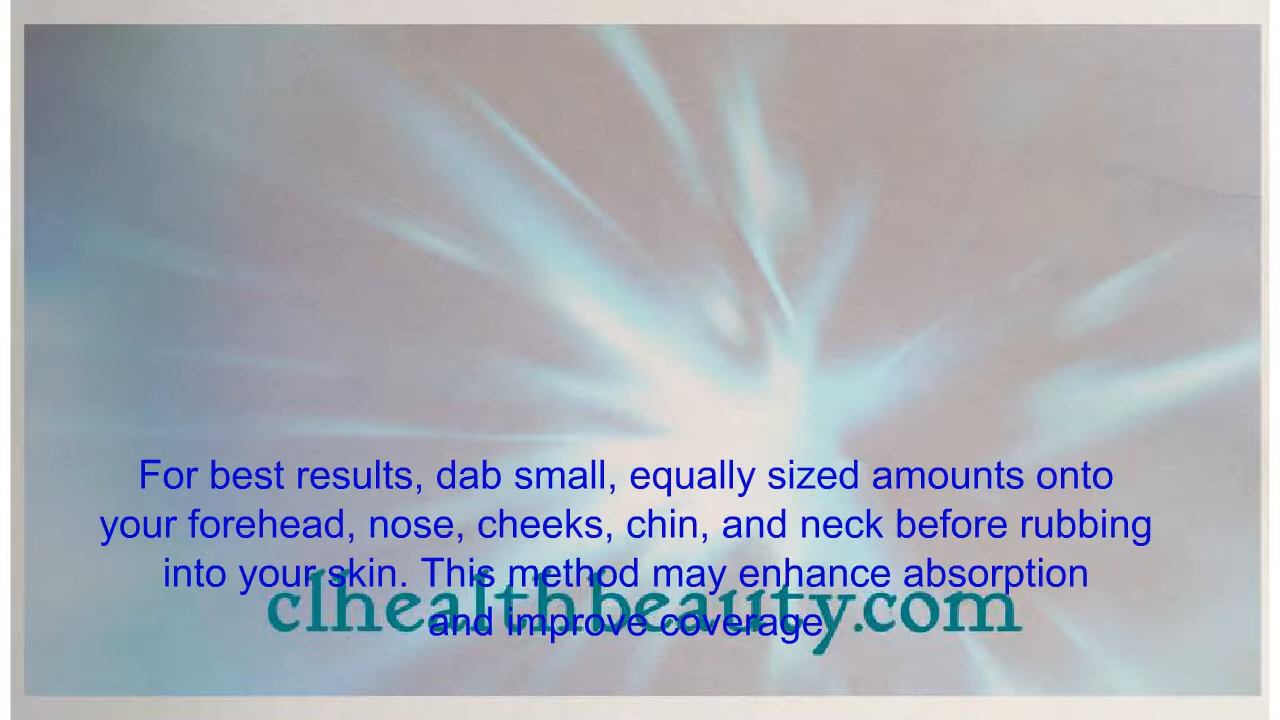 For best results, dab small, equally sized amounts onto
your forehead, nose, cheeks, chin, and neck before rubbing
into your skin. This method may enhance absorption
clhealthbeauty.com
and improve coverage.